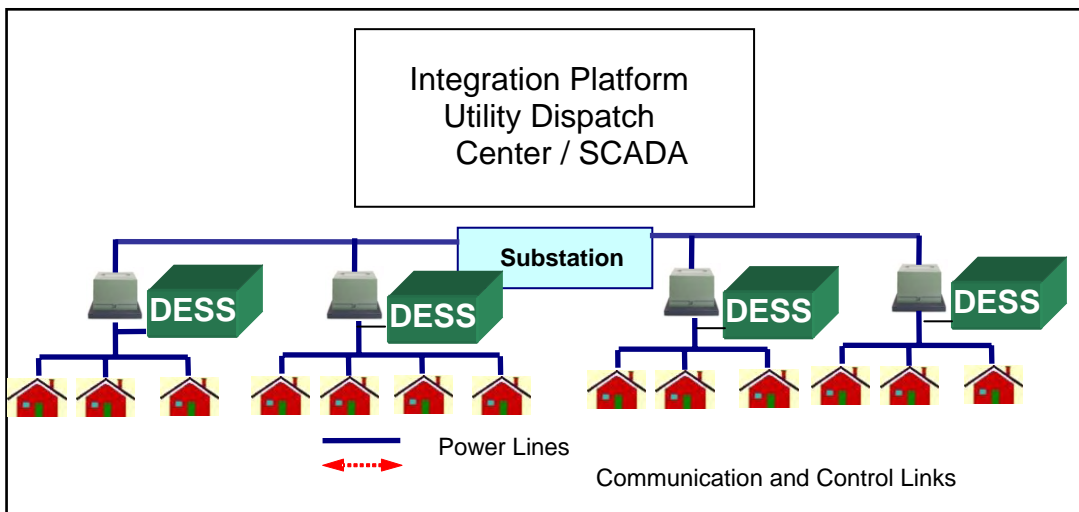 Integration Platform
Utility Dispatch
Center / SCADA
Substation
DESS
DESS
DESS
DESS
Power Lines
Communication and Control Links